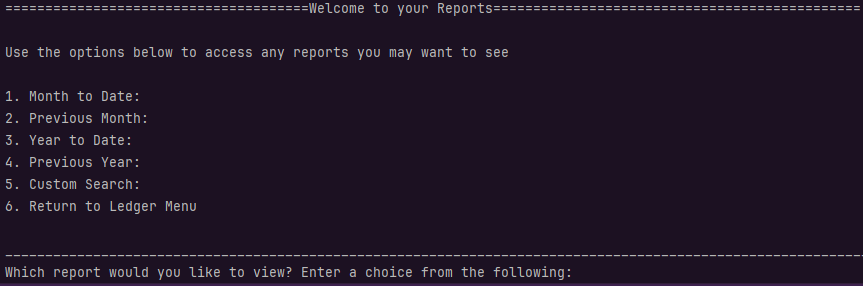 ======================================Welcome to your Reports==============================================
Use the options below to access any reports you may want to see
1. Month to Date:
2. Previous Month:
3. Year to Date:
4. Previous Year:
5. Custom Search:
6. Return to Ledger Menu
------------------------------------------------------------------------------------------------------------
Which report would you like to view? Enter a choice from the following: